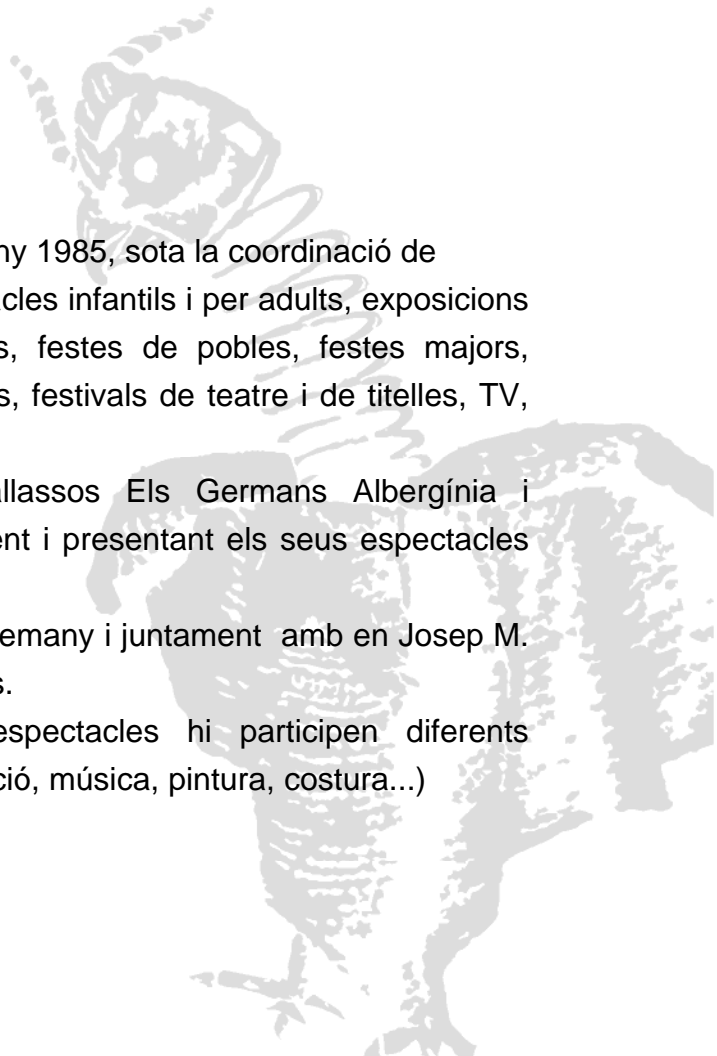 ny 1985, sota la coordinació de
cles infantils i per adults, exposicions
s, festes de pobles, festes majors,
s, festivals de teatre i de titelles, TV,
llassos Els Germans Albergínia i
ent i presentant els seus espectacles
emany i juntament amb en Josep M.
s.
espectacles hi participen diferents
ció, música, pintura, costura...)